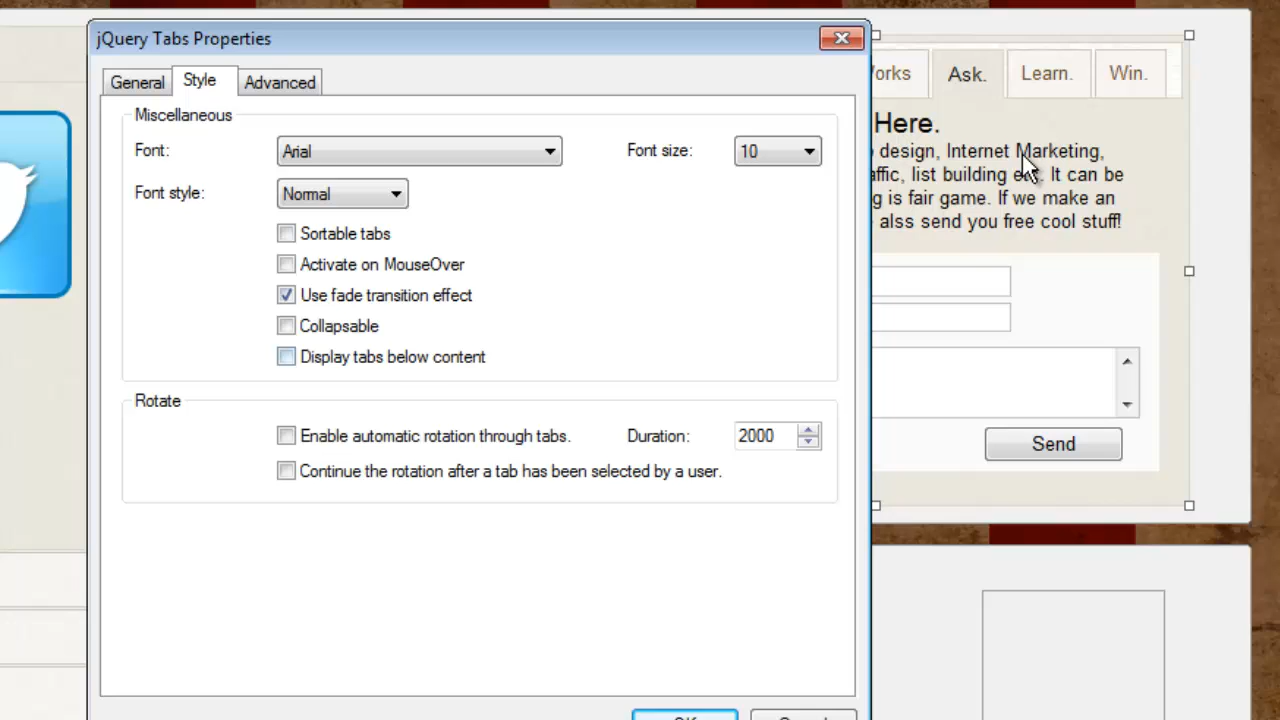 jQuery Tabs Properties
General
Style
Advanced
Miscellaneous
Font:
Arial
Font size:
10
Font style:
Normal
Sortable tabs
Activate on MouseOver
Use fade transition effect
Collapsable
Display tabs below content
Rotate
Enable automatic rotation through tabs.
Duration:
2000
Continue the rotation after a tab has been selected by a user.
Ask.
Learn.
Win.
Here.
design, Internet Marketing,
list building etc. It can be
is fair game. If we make an
alss send you free cool stuff!
Send